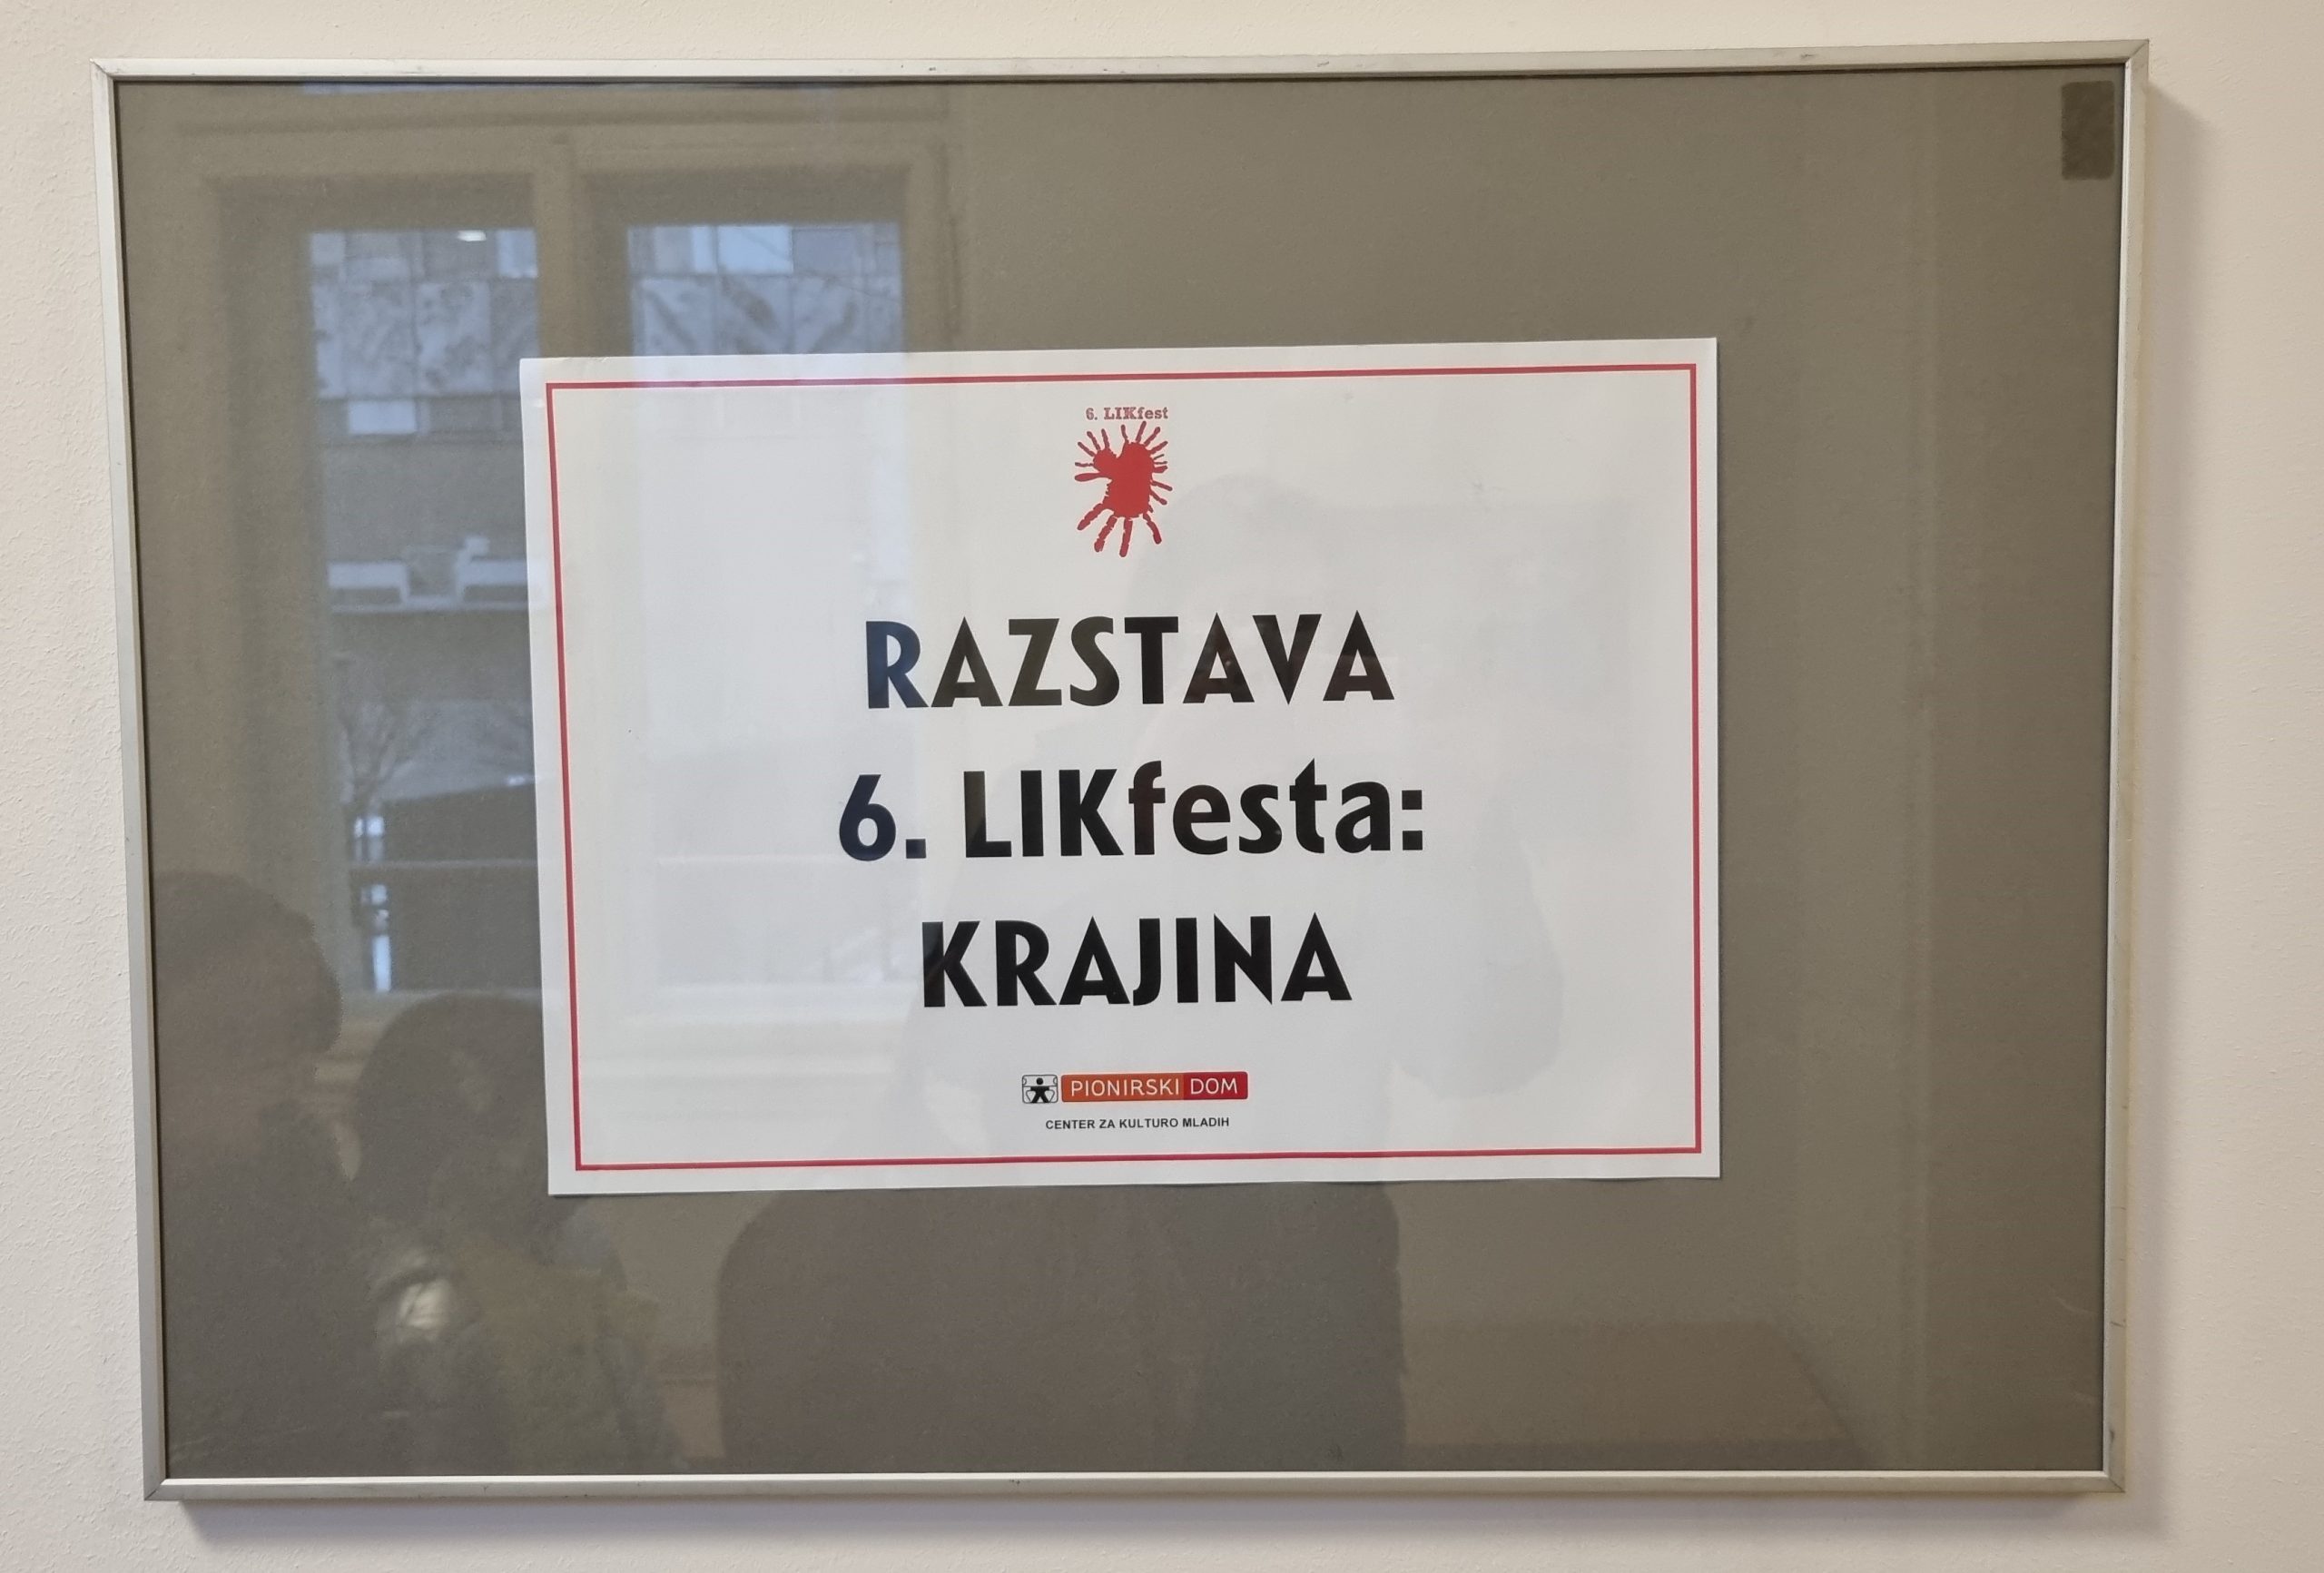 6. LIKfest
RAZSTAVA
6. LIKfesta:
KRAJINA
PIONIRSKI DOM
CENTER ZA KULTURO MLADIH